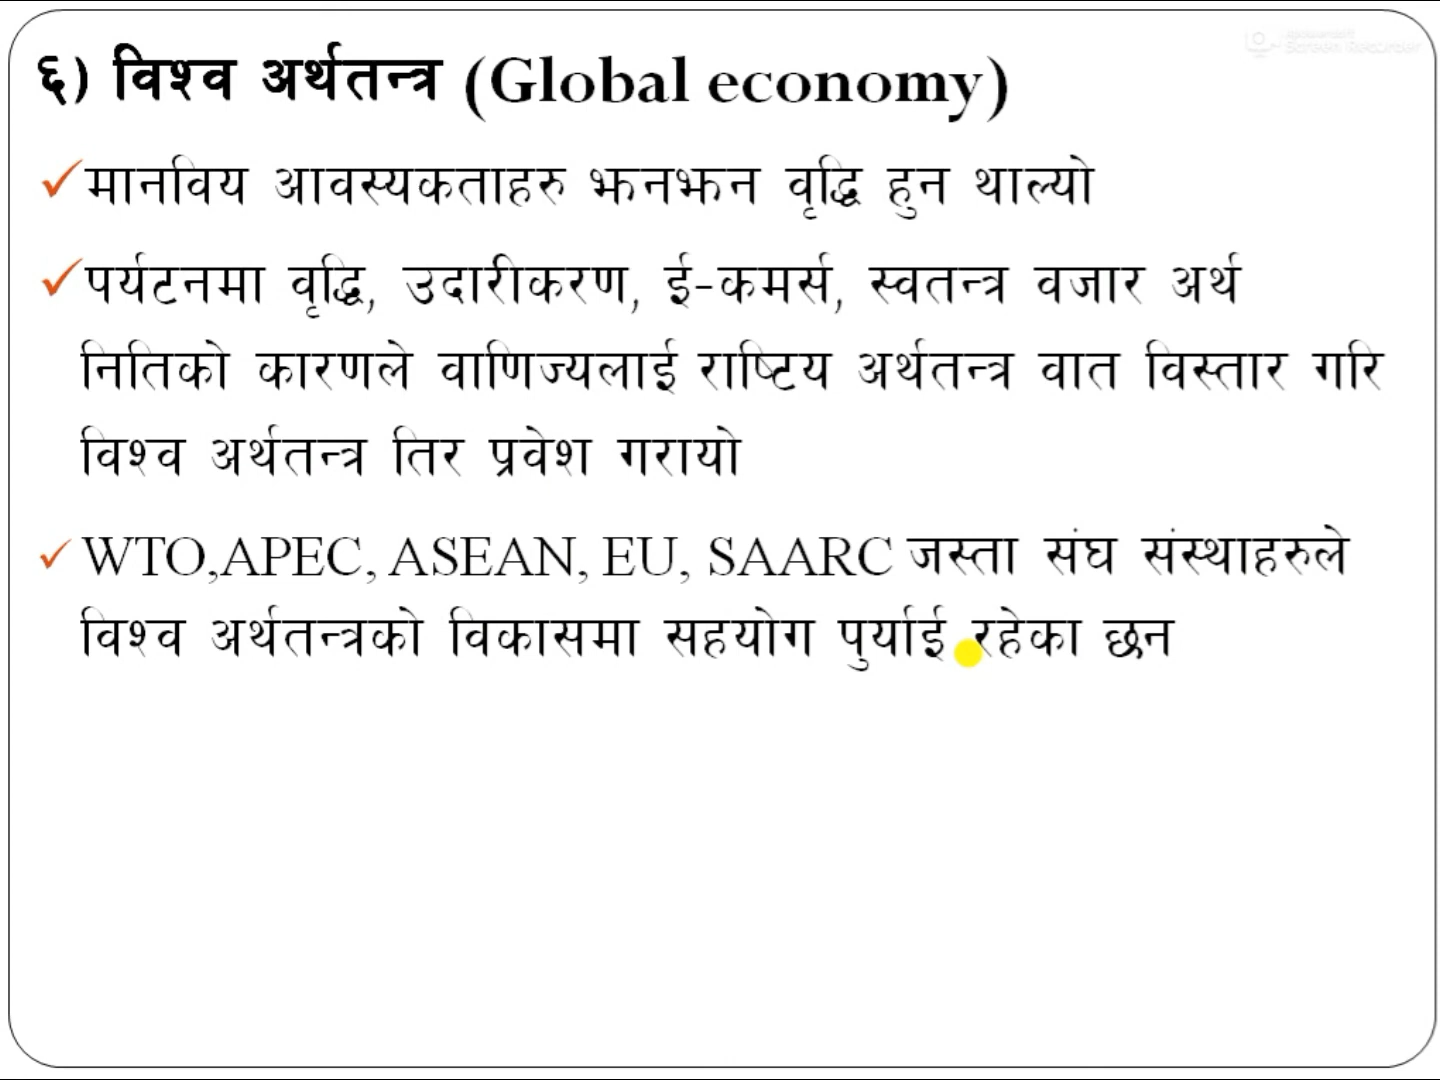 ६) विश्व अर्थतन्त्र (Global economy)
मानविय आवस्यकताहरु झनझन वृद्धि हुन थाल्यो
पर्यटनमा वृद्धि, उदारीकरण, ई-कमर्स, स्वतन्त्र वजार अर्थ
नितिको कारणले वाणिज्यलाई राष्टिय अर्थतन्त्र वात विस्तार गरि
विश्व अर्थतन्त्र तिर प्रवेश गरायो
WTO,APEC, ASEAN, EU, SAARC जस्ता संघ संस्थाहरुले
विश्व अर्थतन्त्रको विकासमा सहयोग पुर्याई रहेका छन
Screen Recorder